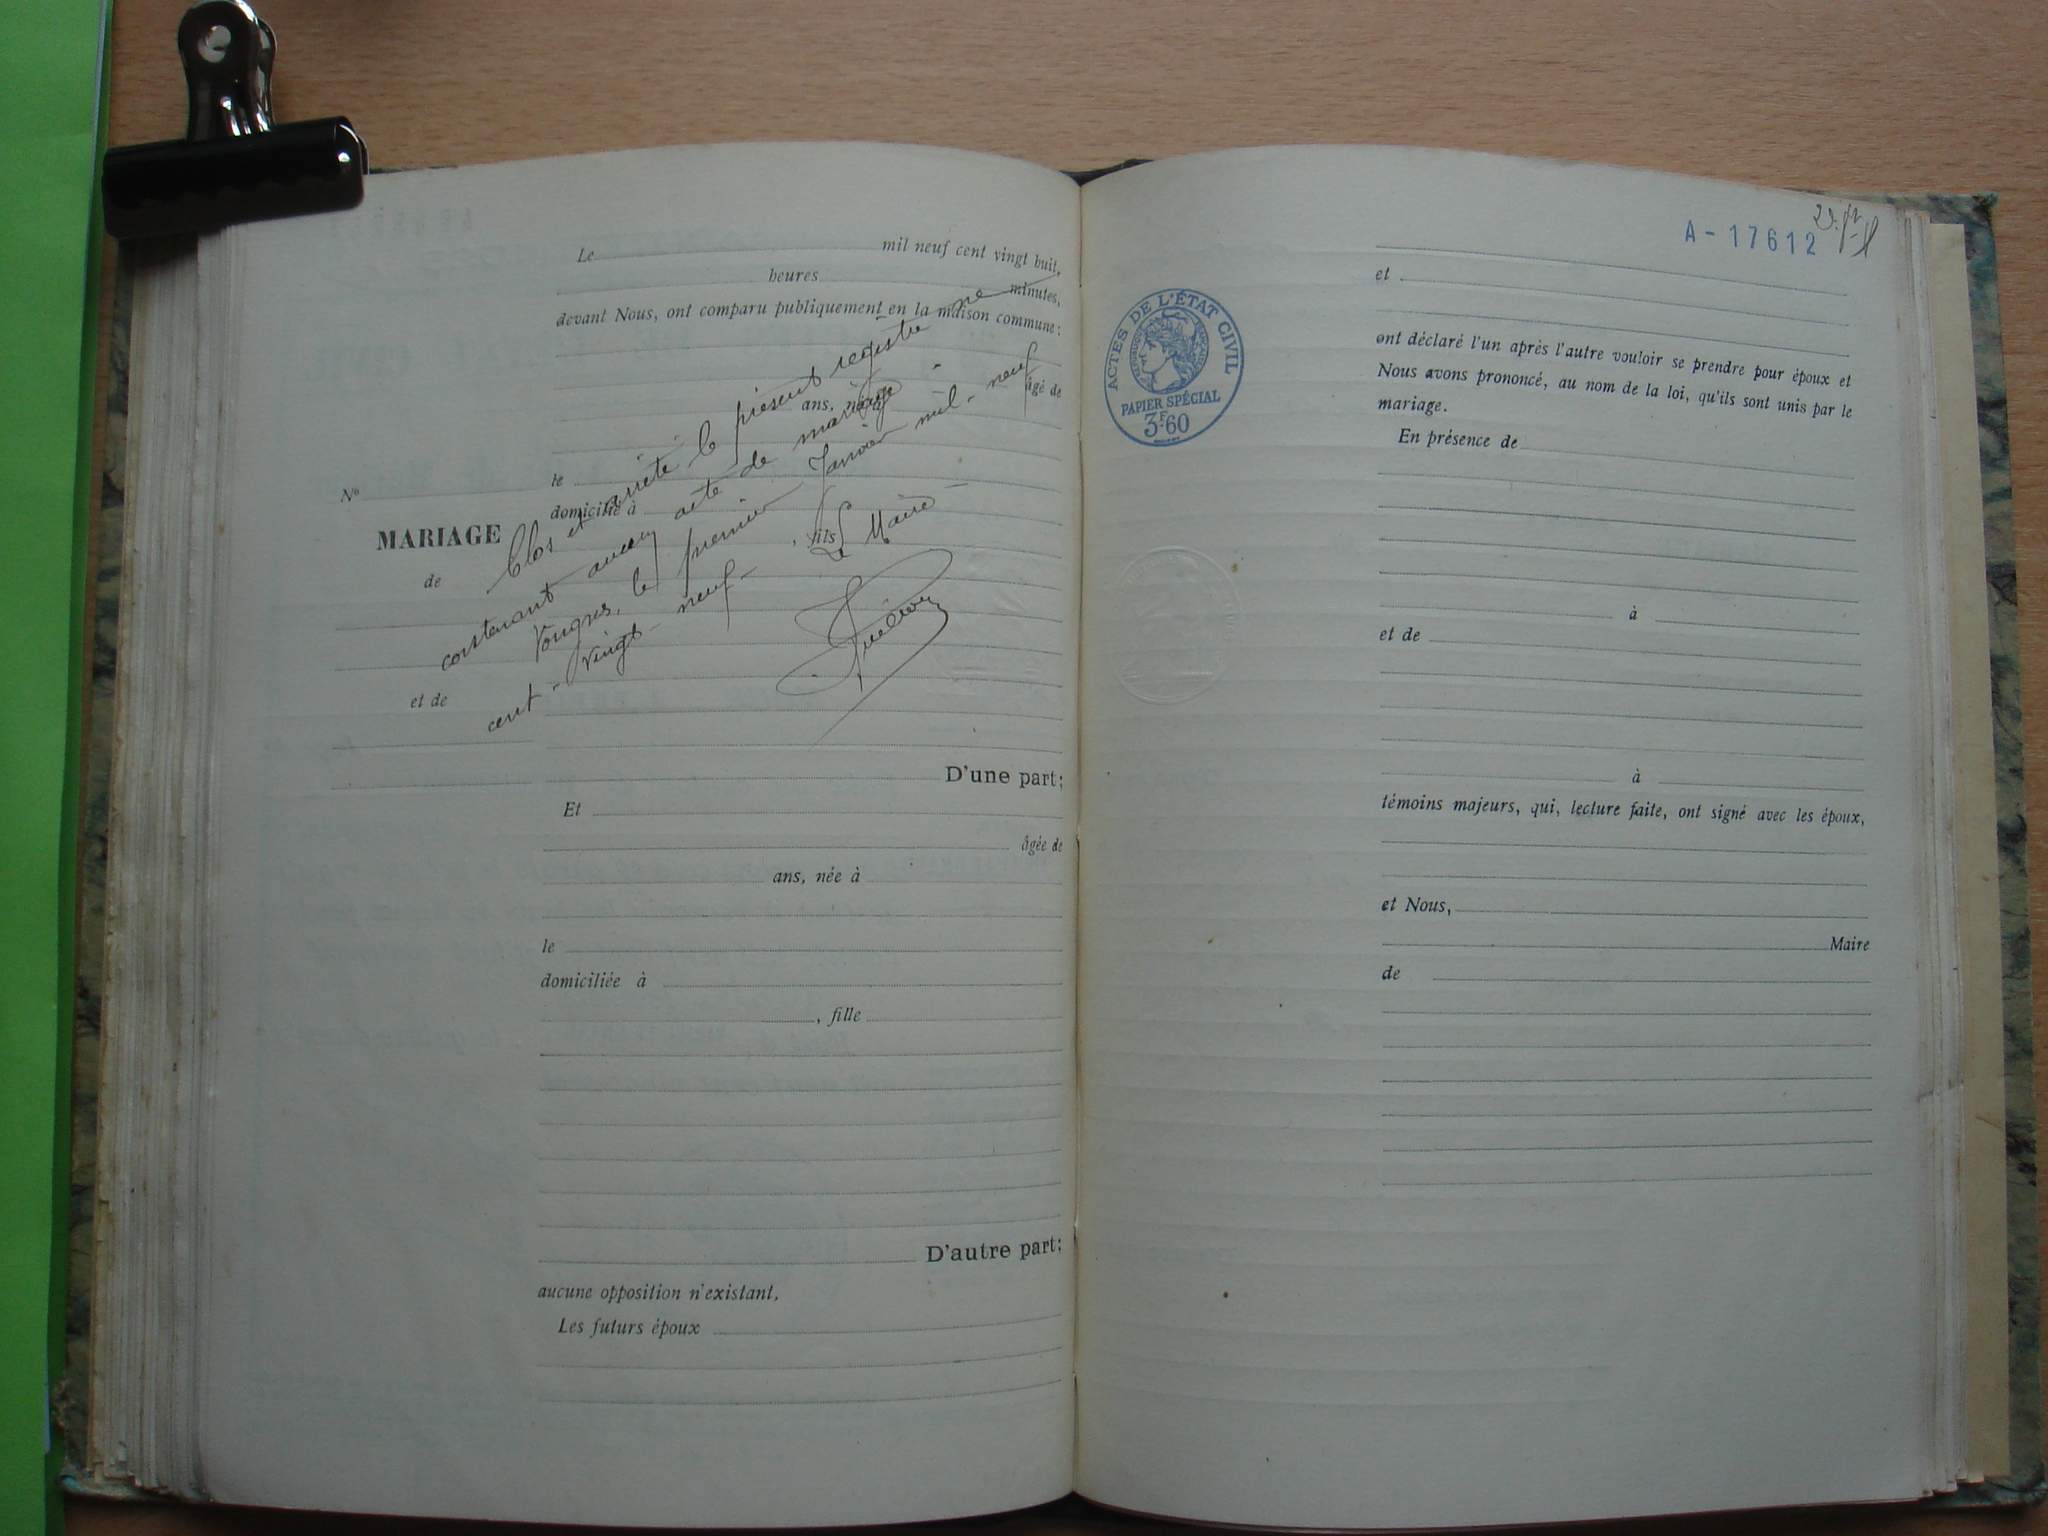 Le mil neuf cent vingt huit,
heures minutes,
devant Nous, ont comparu publiquement en la maison commune:
âgé de
ans, né à
le
domicilié à
, fils
Nº
MARIAGE
de
et de
Clos et arrêté le présent registre ne
contenant aucun acte de mariage
Vougres, le premier Janvier mil-neuf
cent-vingt-neuf-
Le Maire
D'une part;
Et
âgée de
ans, née à
le
domiciliée à
, fille
D'autre part:
aucune opposition n'existant,
Les futurs époux
A-17612
ACTES DE L'ÉTAT CIVIL
RÉPUBLIQUE FRANÇAISE
PAPIER SPÉCIAL
3F60
et
ont déclaré l'un après l'autre vouloir se prendre pour époux et
Nous avons prononcé, au nom de la loi, qu'ils sont unis par le
mariage.
En présence de
à
et de
à
témoins majeurs, qui, lecture faite, ont signé avec les époux,
et Nous,
Maire
de